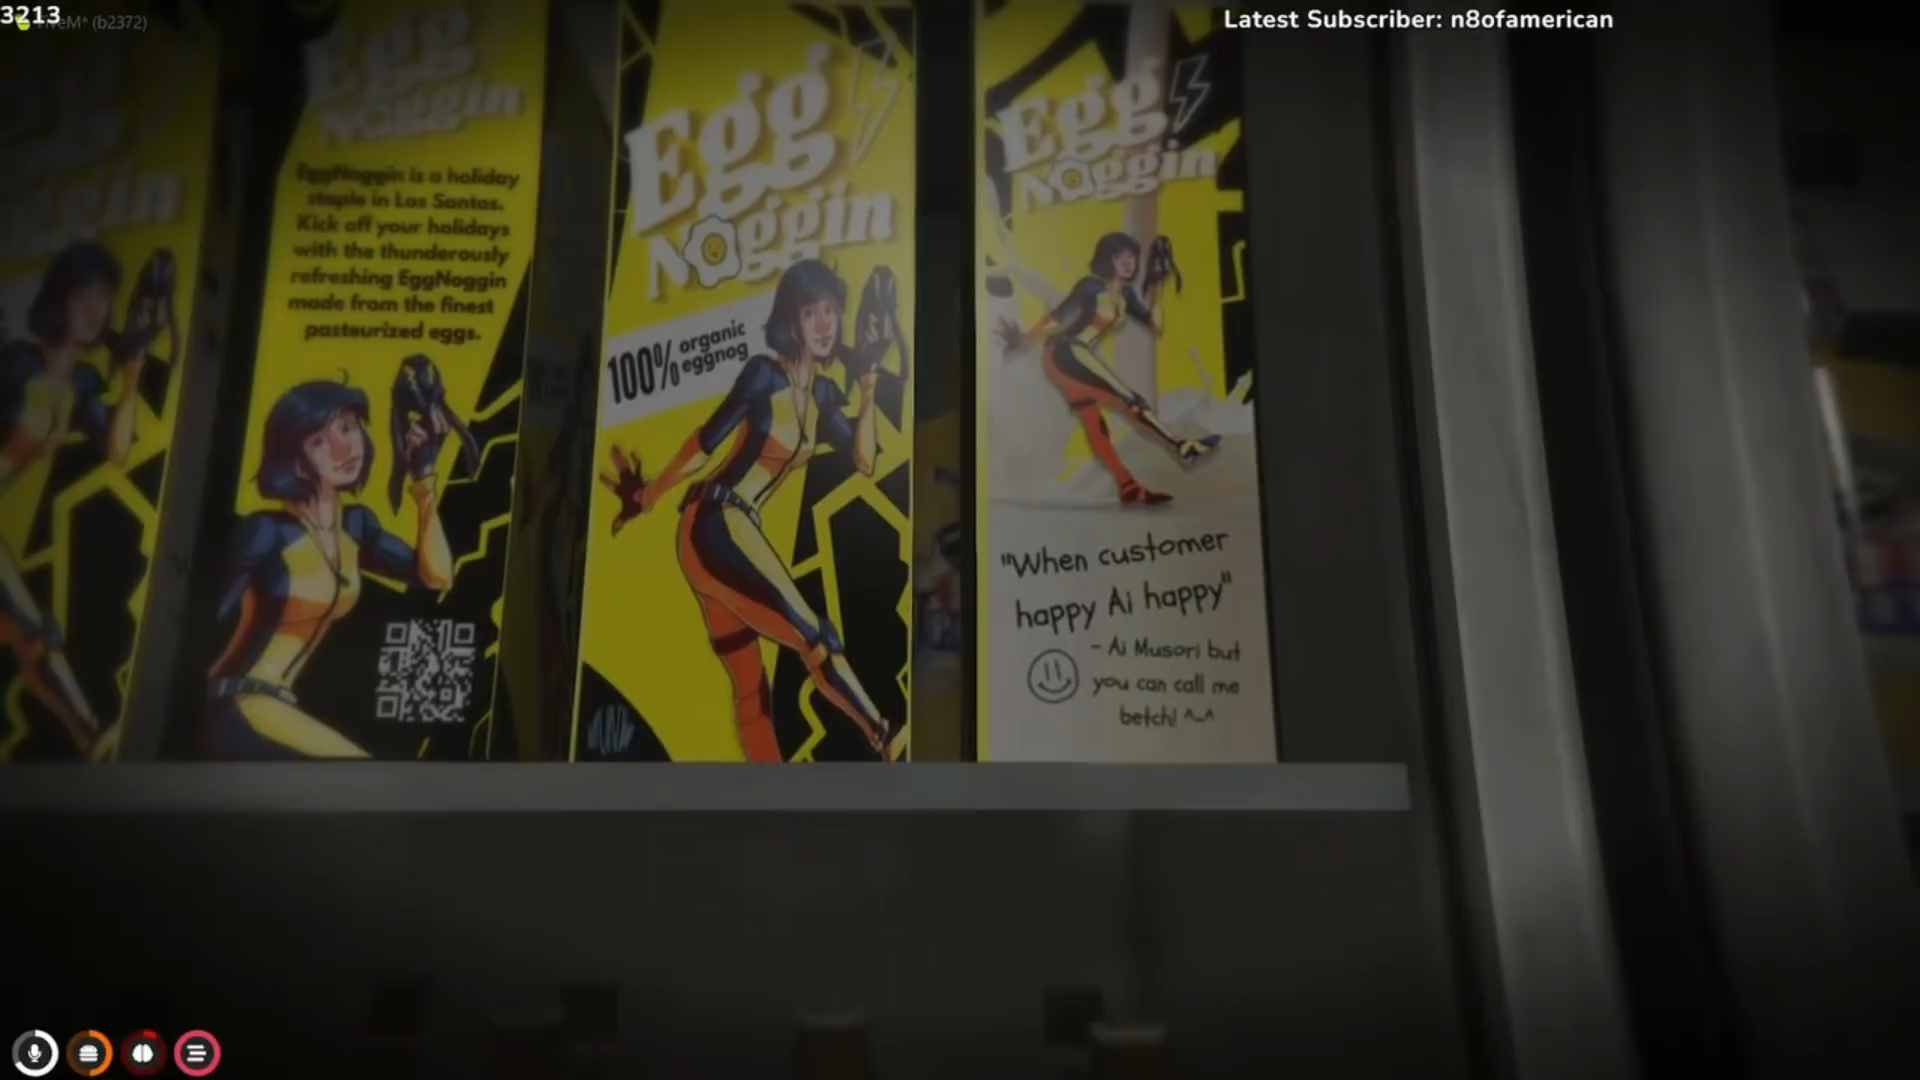 3213
FiveM* (b2372)
Latest Subscriber: n8ofamerican
Egg
Noggin
EggNoggin is a holiday
staple in Los Santos.
Kick off your holidays
with the thunderously
refreshing EggNoggin
made from the finest
pasteurized eggs.
Egg
Noggin
100% organic
eggnog
Egg
Noggin
"When customer
happy Ai happy"
- Ai Musori but
you can call me
betch! ^-^